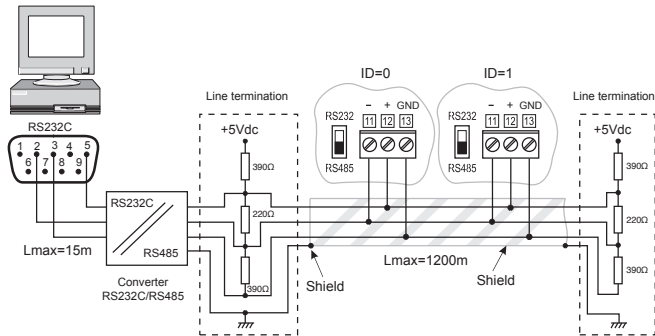 RS232C
1 2 3 4 5
6 7 8 9
Lmax=15m
RS232C
RS485
Converter
RS232C/RS485
Line termination
+5Vdc
390Ω
220Ω
390Ω
ID=0
RS232
RS485
- + GND
11 12 13
ID=1
RS232
RS485
- + GND
11 12 13
Shield
Lmax=1200m
Shield
Line termination
+5Vdc
390Ω
220Ω
390Ω